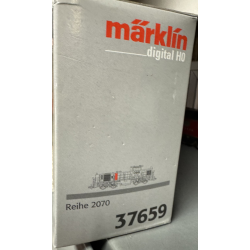 märklin
digital H0
Reihe 2070
37659